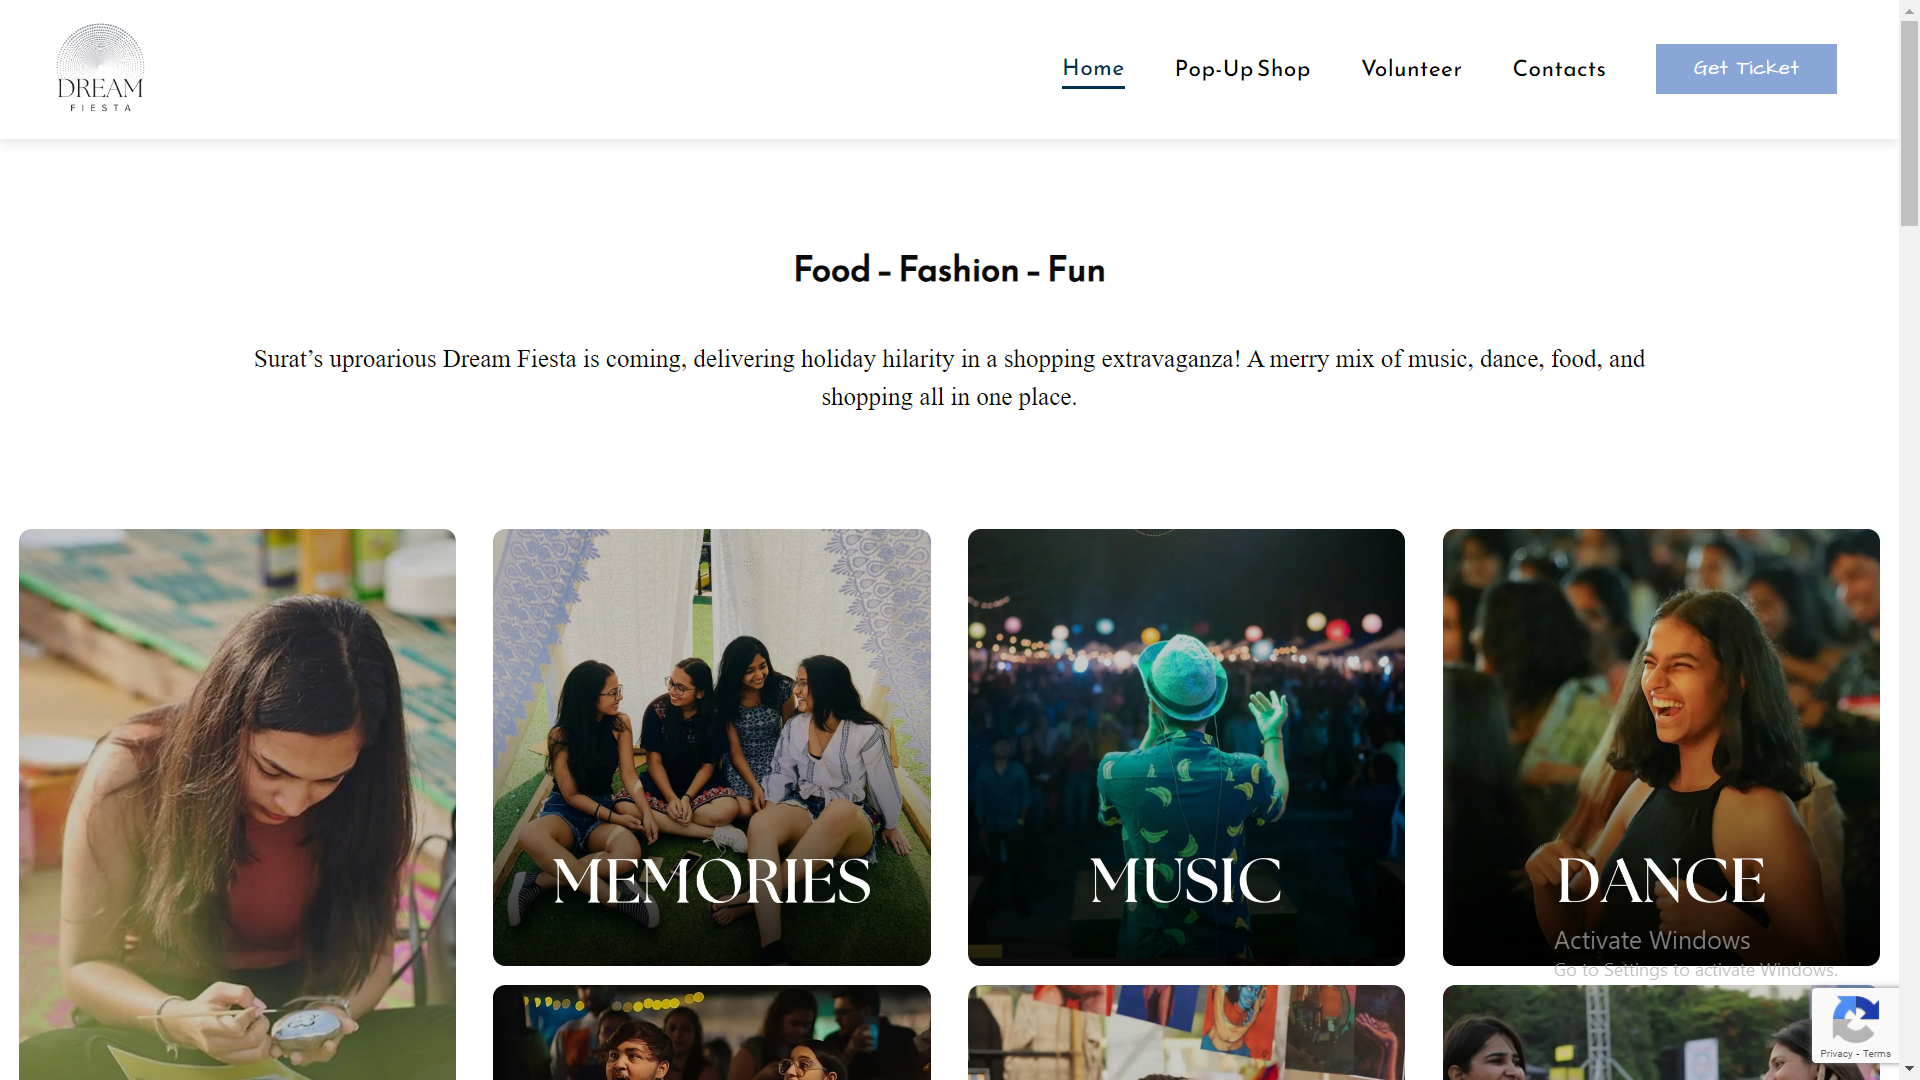 DREAM
FIESTA
Home
Pop-Up Shop
Volunteer
Contacts
Get Ticket
Food – Fashion – Fun
Surat’s uproarious Dream Fiesta is coming, delivering holiday hilarity in a shopping extravaganza! A merry mix of music, dance, food, and
shopping all in one place.
MEMORIES
MUSIC
DANCE
Activate Windows
Go to Settings to activate Windows.
Privacy - Terms